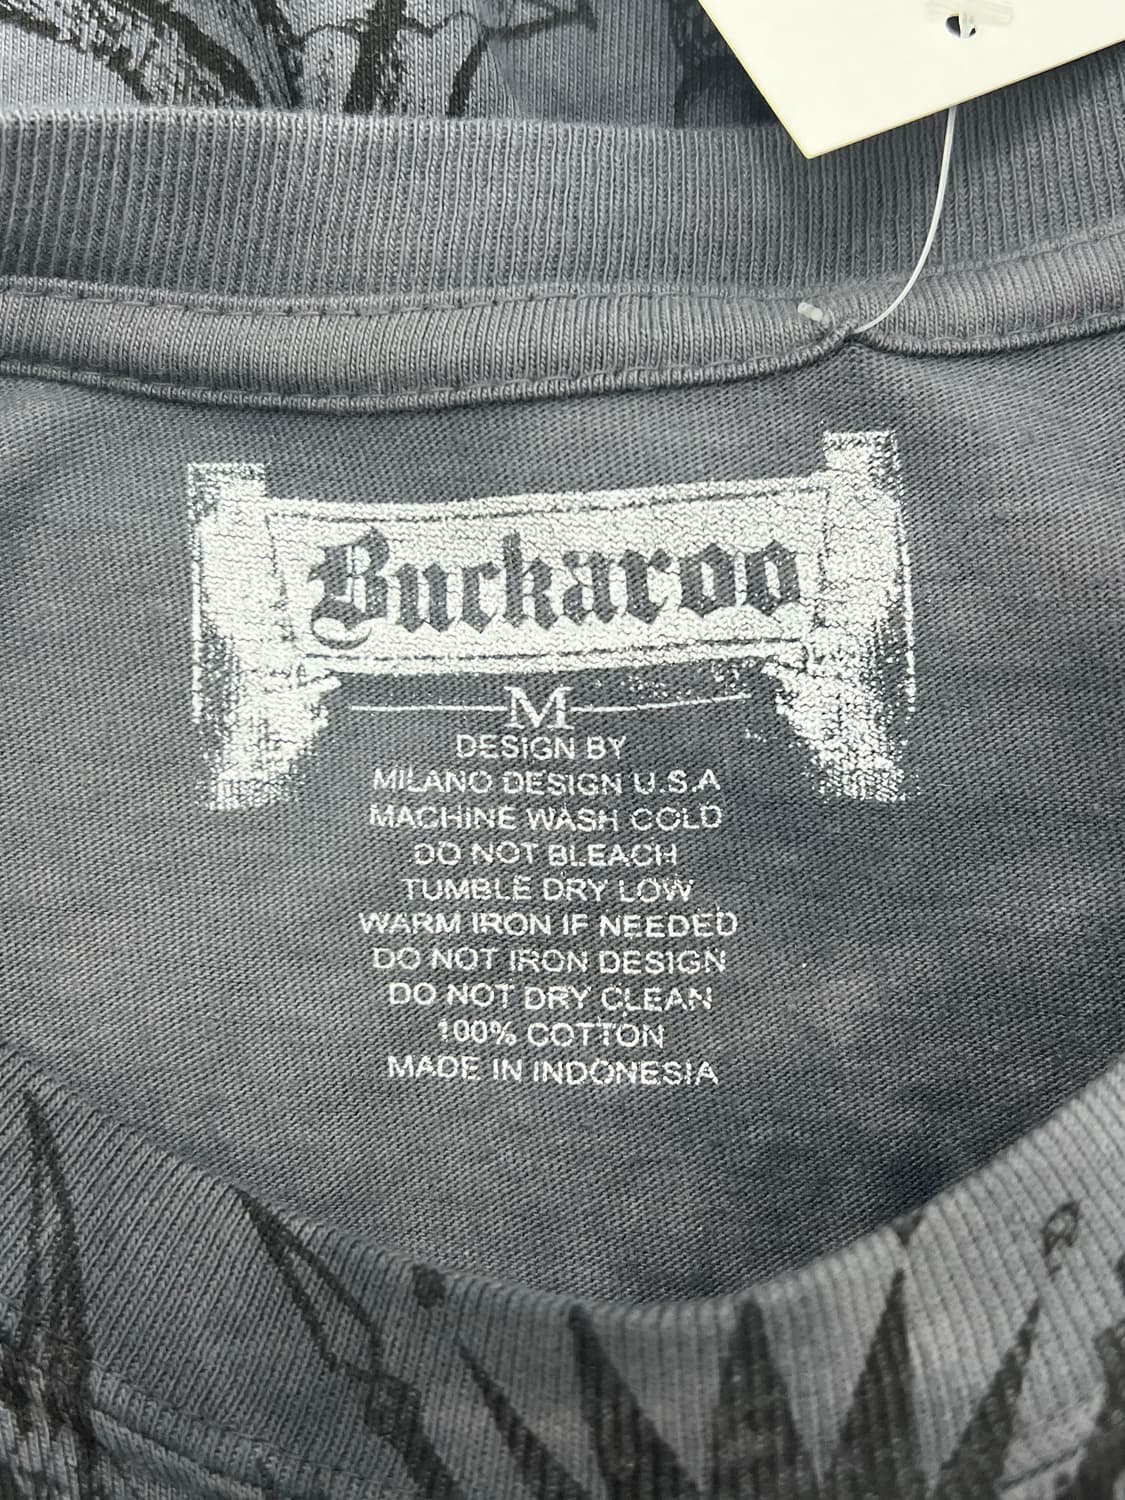 Buckaroo
M
DESIGN BY
MILANO DESIGN U.S.A
MACHINE WASH COLD
DO NOT BLEACH
TUMBLE DRY LOW
WARM IRON IF NEEDED
DO NOT IRON DESIGN
DO NOT DRY CLEAN
100% COTTON
MADE IN INDONESIA